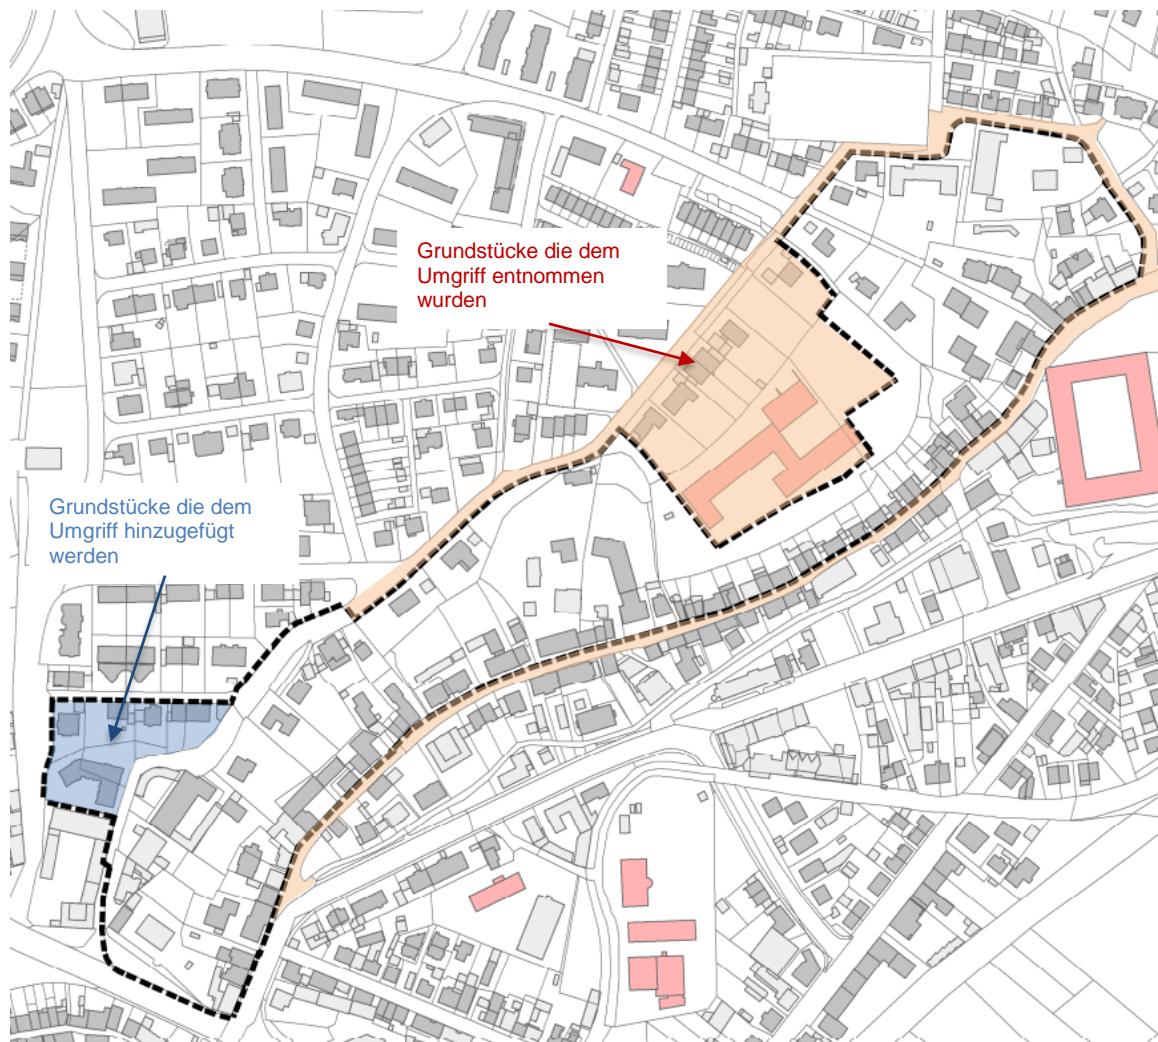 Grundstücke die dem
Umgriff entnommen
wurden
Grundstücke die dem
Umgriff hinzugefügt
werden